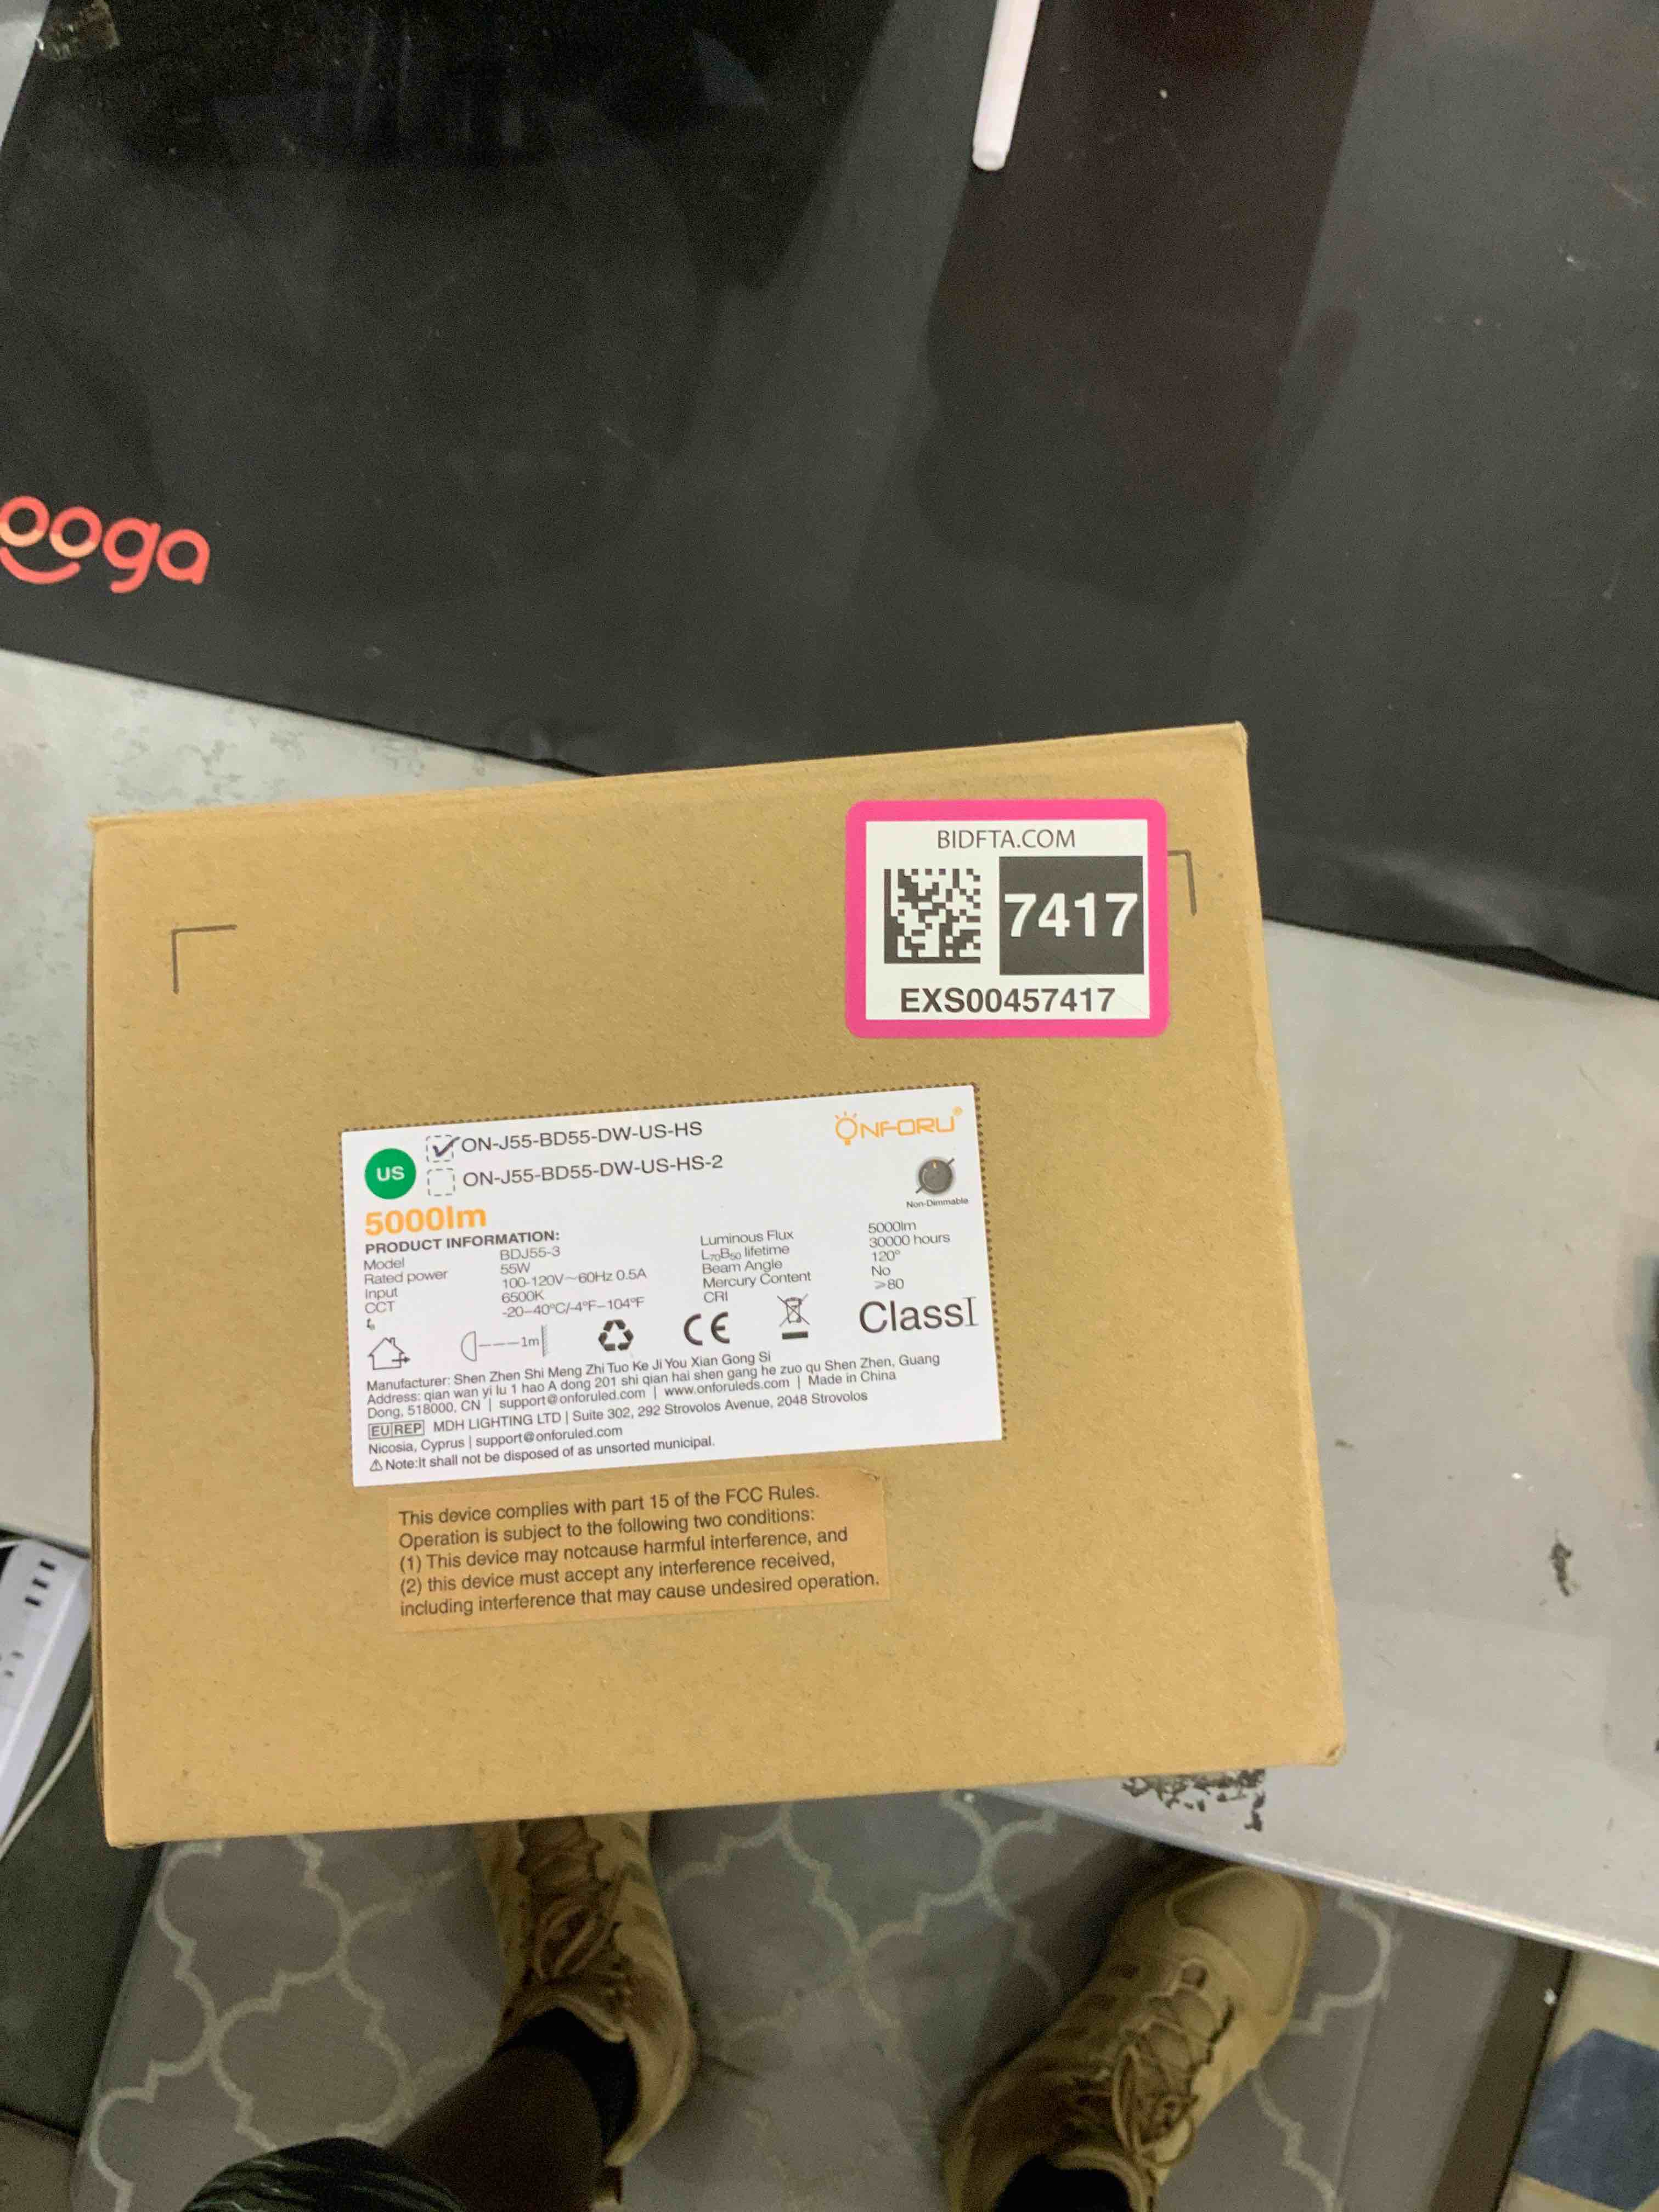 ooga
BIDFTA.COM
7417
EXS00457417
US
ON-J55-BD55-DW-US-HS
ON-J55-BD55-DW-US-HS-2
ONFORU®
Non-Dimmable
5000lm
PRODUCT INFORMATION:
Model BDJ55-3
Rated power 55W
Input 100-120V~60Hz 0.5A
CCT 6500K
-20–40°C/-4°F–104°F
Luminous Flux 5000lm
L70B50 lifetime 30000 hours
Beam Angle 120°
Mercury Content No
CRI ≥80
1m
CE
Class I
Manufacturer: Shen Zhen Shi Meng Zhi Tuo Ke Ji You Xian Gong Si
Address: qian wan yi lu 1 hao A dong 201 shi qian hai shen gang he zuo qu Shen Zhen, Guang
Dong, 518000, CN | support@onforuled.com | www.onforuleds.com | Made in China
EU REP MDH LIGHTING LTD | Suite 302, 292 Strovolos Avenue, 2048 Strovolos
Nicosia, Cyprus | support@onforuled.com
Note:It shall not be disposed of as unsorted municipal.
This device complies with part 15 of the FCC Rules.
Operation is subject to the following two conditions:
(1) This device may notcause harmful interference, and
(2) this device must accept any interference received,
including interference that may cause undesired operation.